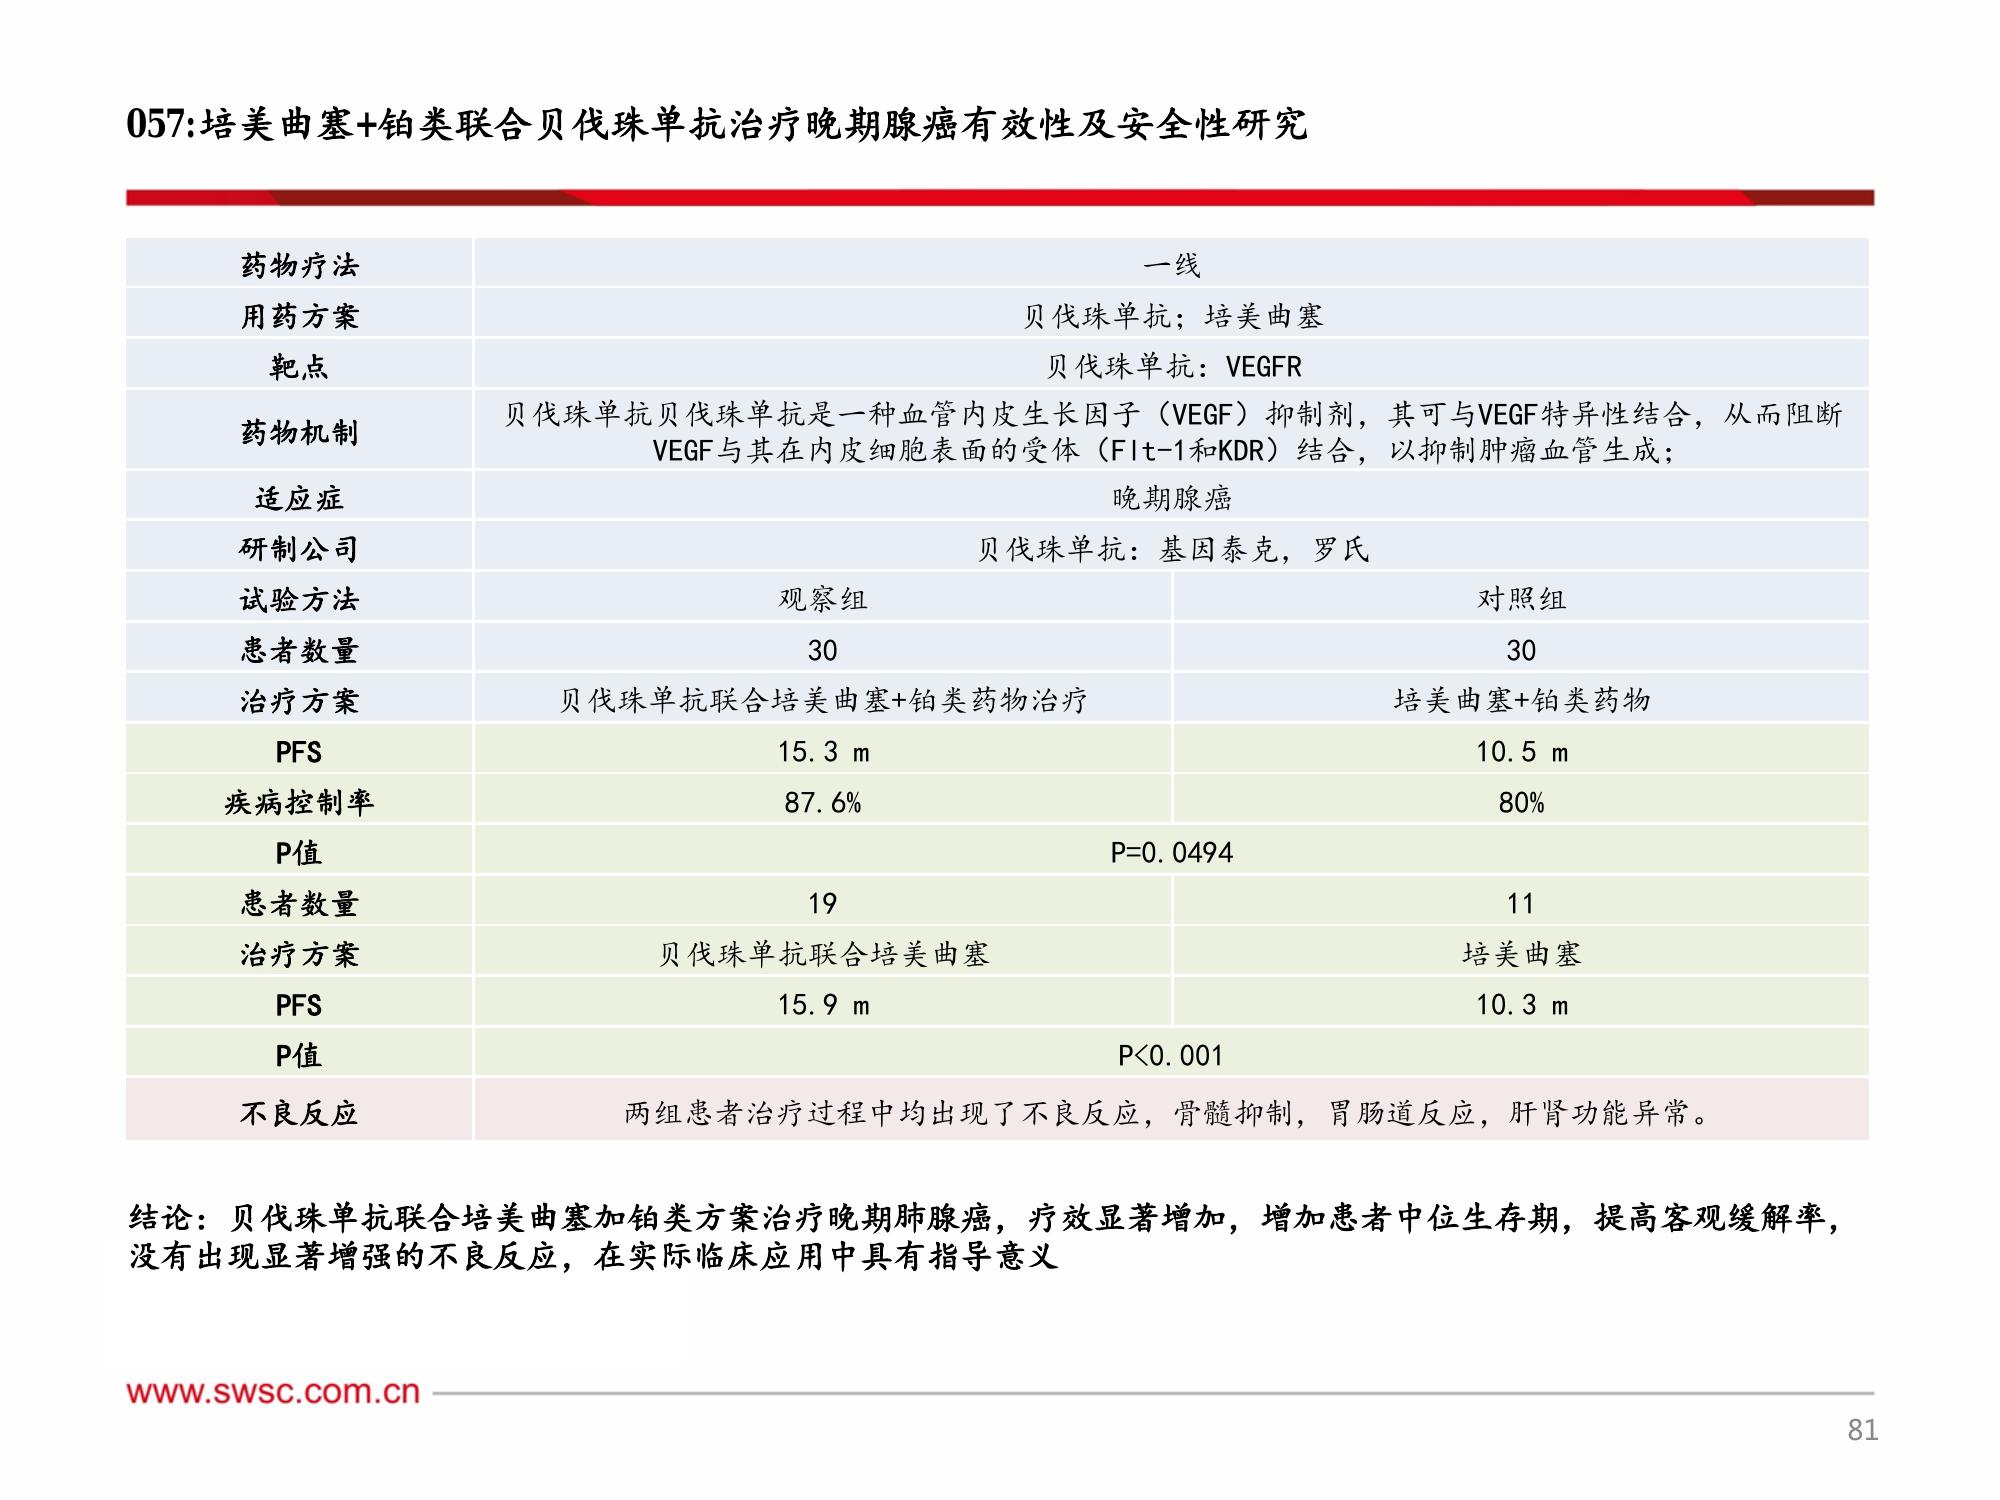 057:培美曲塞+铂类联合贝伐珠单抗治疗晚期腺癌有效性及安全性研究
药物疗法 一线
用药方案 贝伐珠单抗；培美曲塞
靶点 贝伐珠单抗：VEGFR
药物机制 贝伐珠单抗贝伐珠单抗是一种血管内皮生长因子（VEGF）抑制剂，其可与VEGF特异性结合，从而阻断
VEGF与其在内皮细胞表面的受体（Flt-1和KDR）结合，以抑制肿瘤血管生成；
适应症 晚期腺癌
研制公司 贝伐珠单抗：基因泰克，罗氏
试验方法 观察组 对照组
患者数量 30 30
治疗方案 贝伐珠单抗联合培美曲塞+铂类药物治疗 培美曲塞+铂类药物
PFS 15.3 m 10.5 m
疾病控制率 87.6% 80%
P值 P=0.0494
患者数量 19 11
治疗方案 贝伐珠单抗联合培美曲塞 培美曲塞
PFS 15.9 m 10.3 m
P值 P<0.001
不良反应 两组患者治疗过程中均出现了不良反应，骨髓抑制，胃肠道反应，肝肾功能异常。
结论：贝伐珠单抗联合培美曲塞加铂类方案治疗晚期肺腺癌，疗效显著增加，增加患者中位生存期，提高客观缓解率，
没有出现显著增强的不良反应，在实际临床应用中具有指导意义
www.swsc.com.cn
81